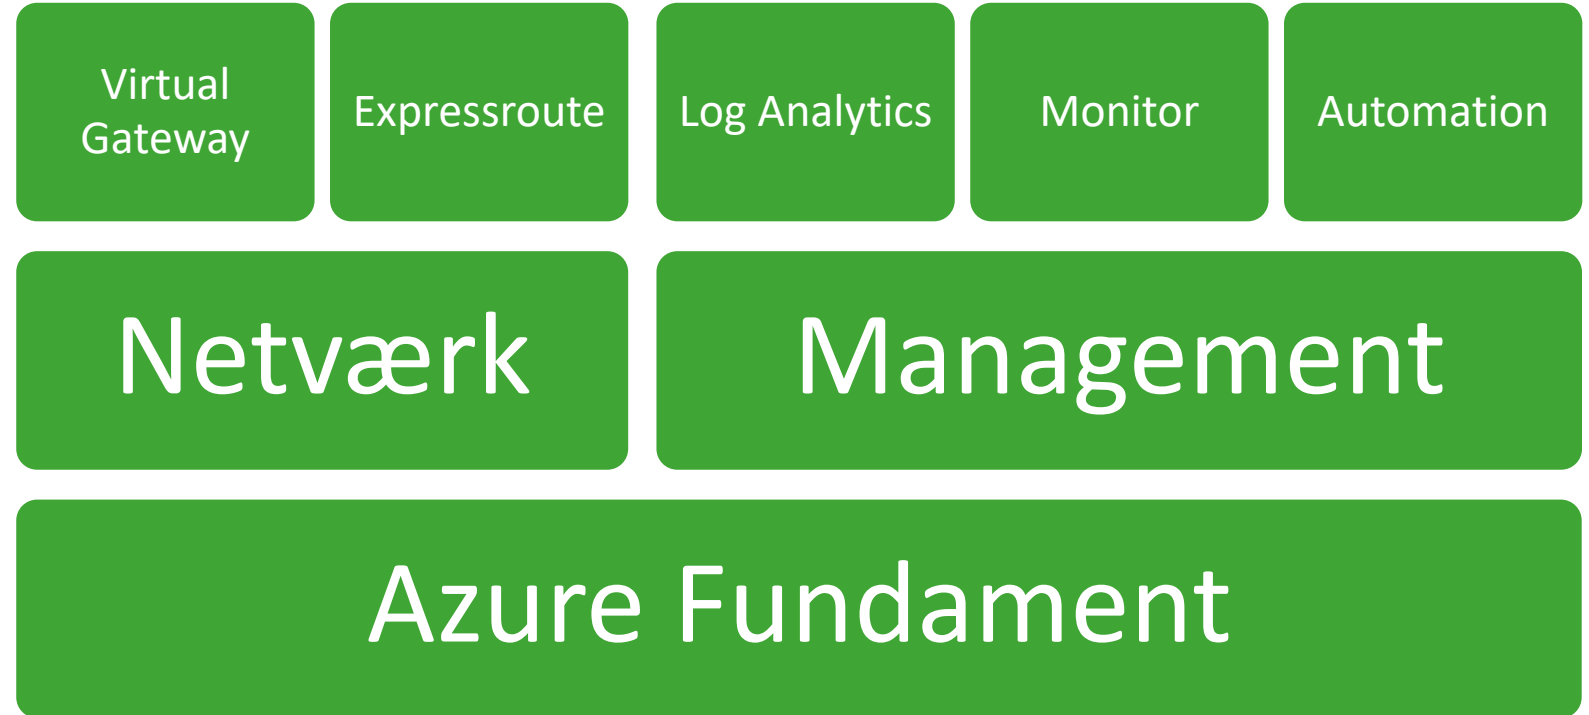 Virtual
Gateway
Expressroute
Log Analytics
Monitor
Automation
Netværk
Management
Azure Fundament